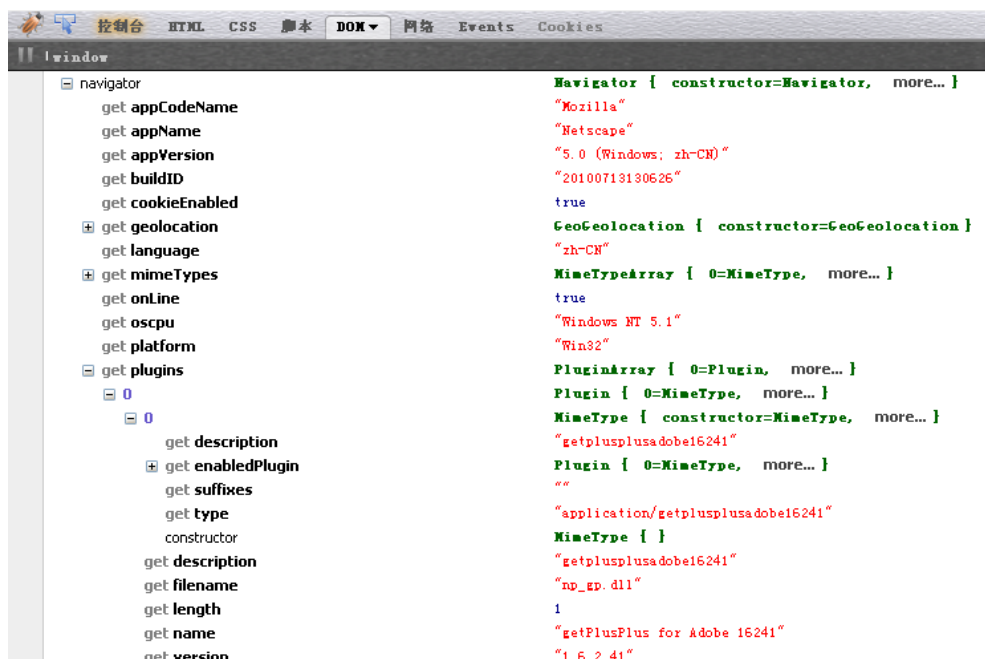 控制台 HTML CSS 脚本 DOM 网络 Events Cookies
window
navigator Navigator { constructor=Navigator, more... }
get appCodeName "Mozilla"
get appName "Netscape"
get appVersion "5.0 (Windows; zh-CN)"
get buildID "20100713130626"
get cookieEnabled true
get geolocation GeoGeolocation { constructor=GeoGeolocation }
get language "zh-CN"
get mimeTypes MimeTypeArray { 0=MimeType, more... }
get onLine true
get oscpu "Windows NT 5.1"
get platform "Win32"
get plugins PluginArray { 0=Plugin, more... }
0 Plugin { 0=MimeType, more... }
0 MimeType { constructor=MimeType, more... }
get description "getplusplusadobe16241"
get enabledPlugin Plugin { 0=MimeType, more... }
get suffixes ""
get type "application/getplusplusadobe16241"
constructor MimeType { }
get description "getplusplusadobe16241"
get filename "np_gp.dll"
get length 1
get name "getPlusPlus for Adobe 16241"
get version "1.6.2.41"